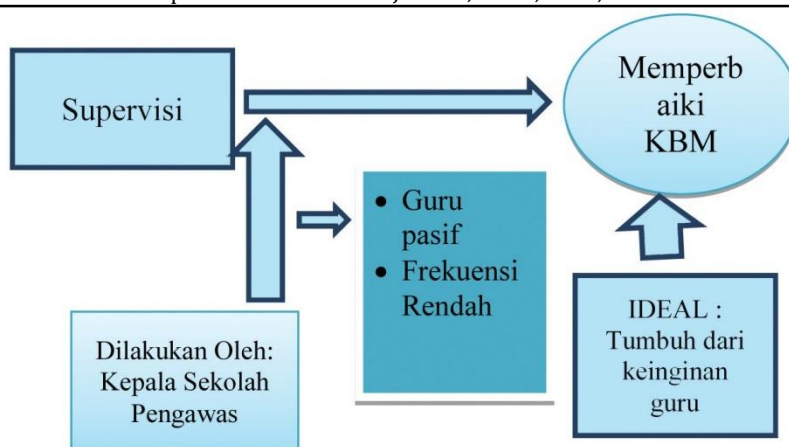 Supervisi
Memperb
aiki
KBM
• Guru
pasif
• Frekuensi
Rendah
Dilakukan Oleh:
Kepala Sekolah
Pengawas
IDEAL :
Tumbuh dari
keinginan
guru